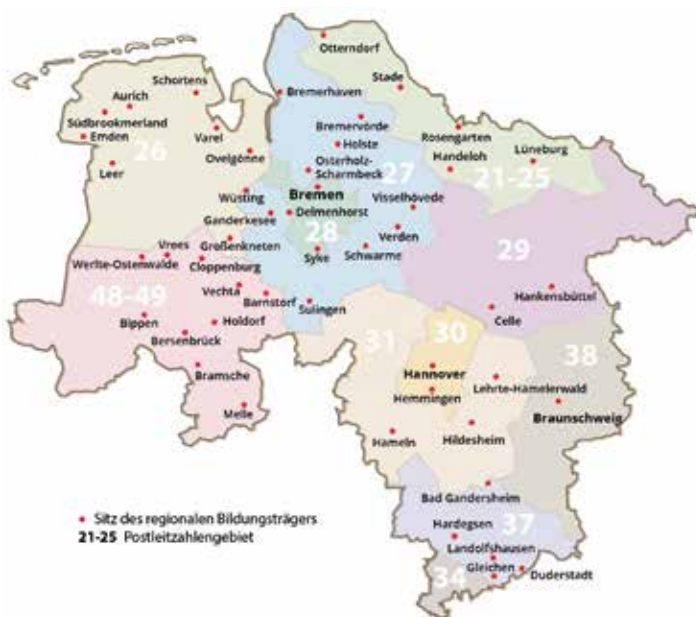 Otterndorf
Schortens
Stade
Bremerhaven
Aurich
Südbrookmerland
Bremervörde
Emden
Varel
Rosengarten
Holste
Handeloh
Lüneburg
Ovelgönne
26
Osterholz-
Scharmbeck
Leer
27
21-25
Wüsting
Bremen
Visselhövede
Ganderkesee
Delmenhorst
28
Verden
Großenkneten
29
Vrees
Syke
Schwarme
Werlte-Ostenwalde
Cloppenburg
48-49
Vechta
Barnstorf
Hankensbüttel
Sulingen
Celle
Bippen
Holdorf
31
30
Bersenbrück
38
Bramsche
Hannover
Lehrte-Hamelerwald
Hemmingen
Melle
Braunschweig
Hameln
Hildesheim
Bad Gandersheim
• Sitz des regionalen Bildungsträgers
21-25 Postleitzahlengebiet
Hardegsen
37
Landolfshausen
Gleichen
34
Duderstadt